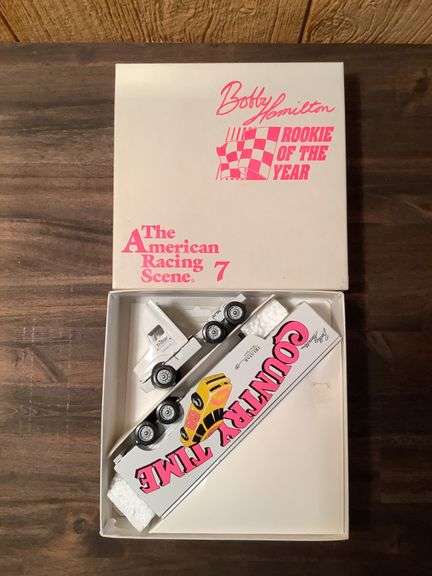 Bobby
Hamilton
ROOKIE
OF THE
YEAR
The
American
Racing
Scene. 7
COUNTRY TIME